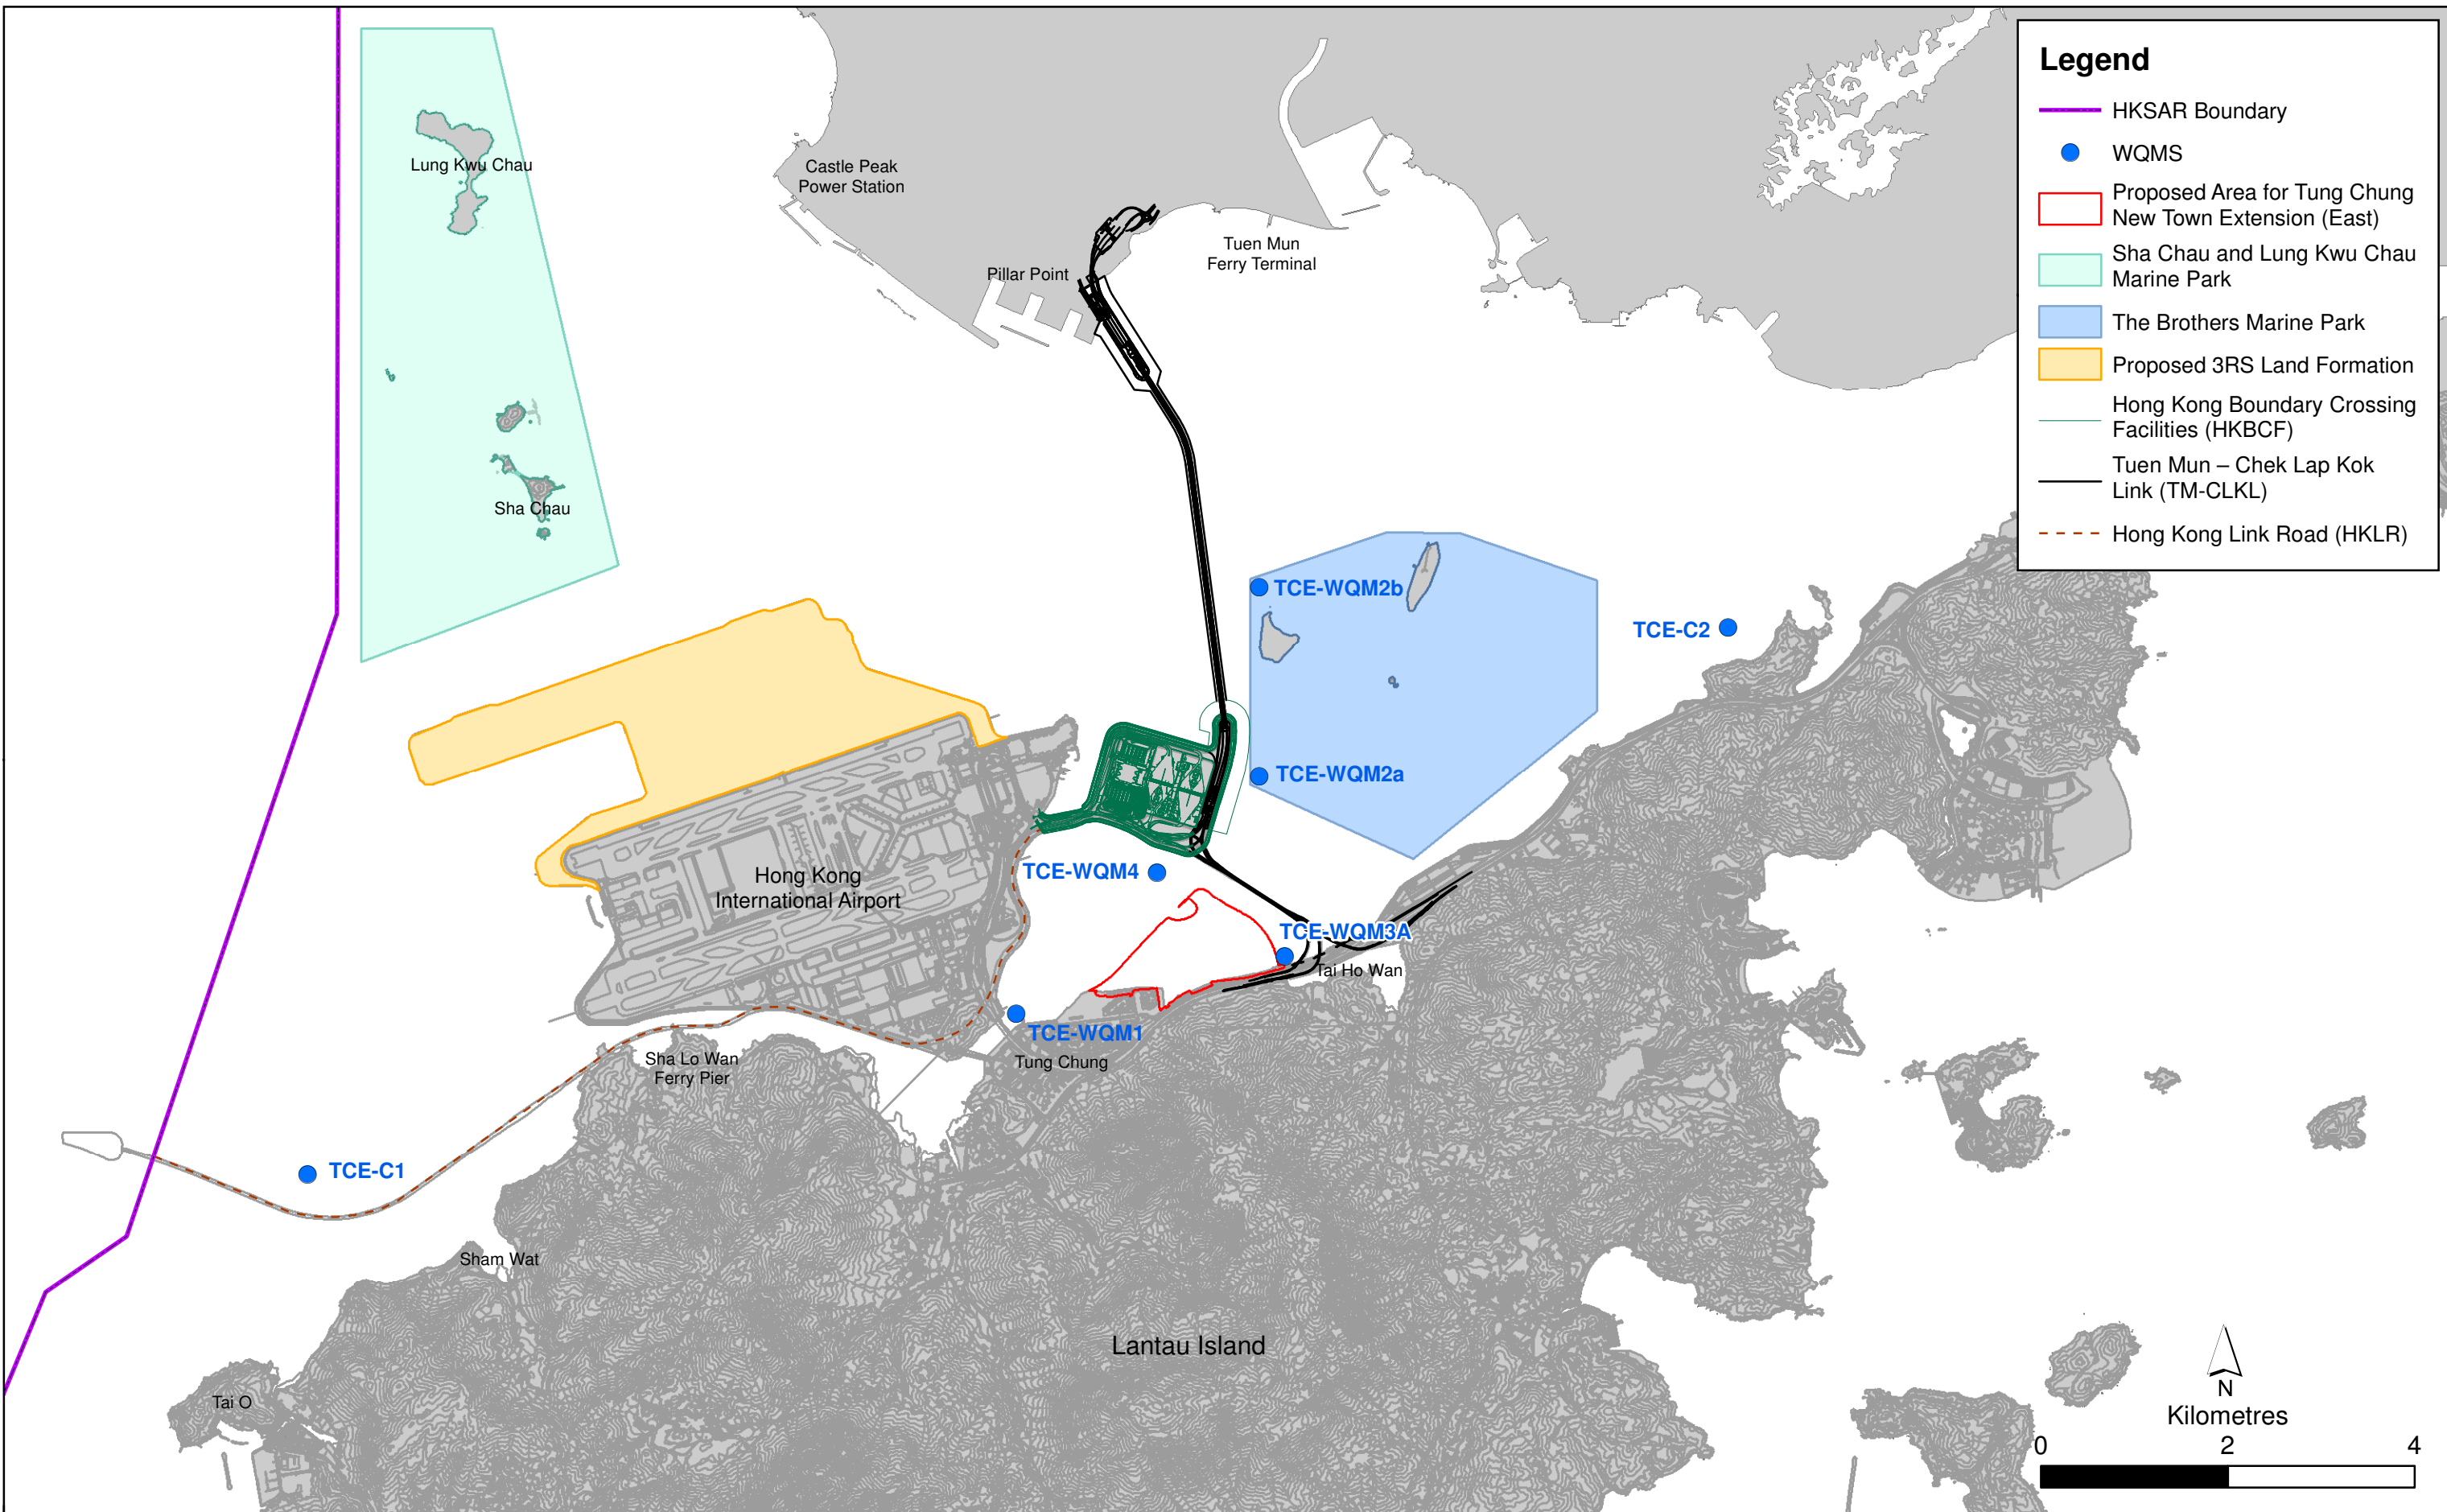 Legend
HKSAR Boundary
WQMS
Proposed Area for Tung Chung
New Town Extension (East)
Sha Chau and Lung Kwu Chau
Marine Park
The Brothers Marine Park
Proposed 3RS Land Formation
Hong Kong Boundary Crossing
Facilities (HKBCF)
Tuen Mun – Chek Lap Kok
Link (TM-CLKL)
Hong Kong Link Road (HKLR)
Lung Kwu Chau
Castle Peak
Power Station
Tuen Mun
Ferry Terminal
Pillar Point
Sha Chau
TCE-WQM2b
TCE-C2
TCE-WQM2a
TCE-WQM4
Hong Kong
International Airport
TCE-WQM3A
Tai Ho Wan
TCE-WQM1
Tung Chung
Sha Lo Wan
Ferry Pier
TCE-C1
Sham Wat
Lantau Island
Tai O
N
Kilometres
0 2 4